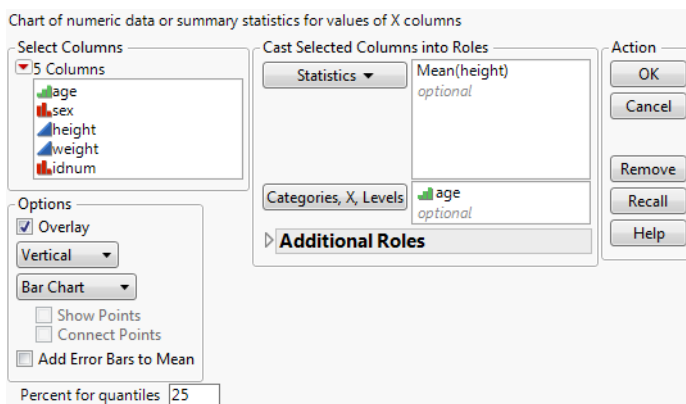 Chart of numeric data or summary statistics for values of X columns
Select Columns
5 Columns
age
sex
height
weight
idnum
Options
Overlay
Vertical
Bar Chart
Show Points
Connect Points
Add Error Bars to Mean
Percent for quantiles 25
Cast Selected Columns into Roles
Statistics
Mean(height)
optional
Categories, X, Levels
age
optional
Additional Roles
Action
OK
Cancel
Remove
Recall
Help